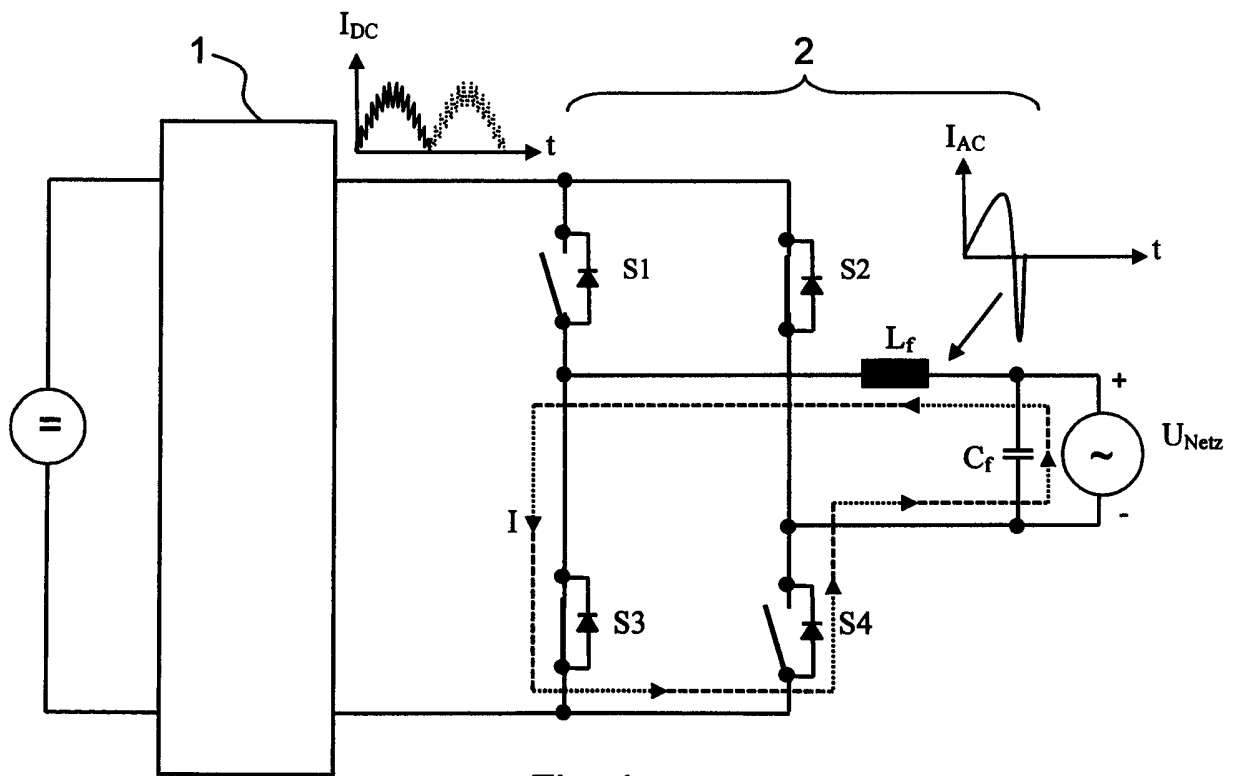 I_DC
1
t
2
I_AC
t
S1
S2
L_f
+
=
C_f
~
U_Netz
I
-
S3
S4